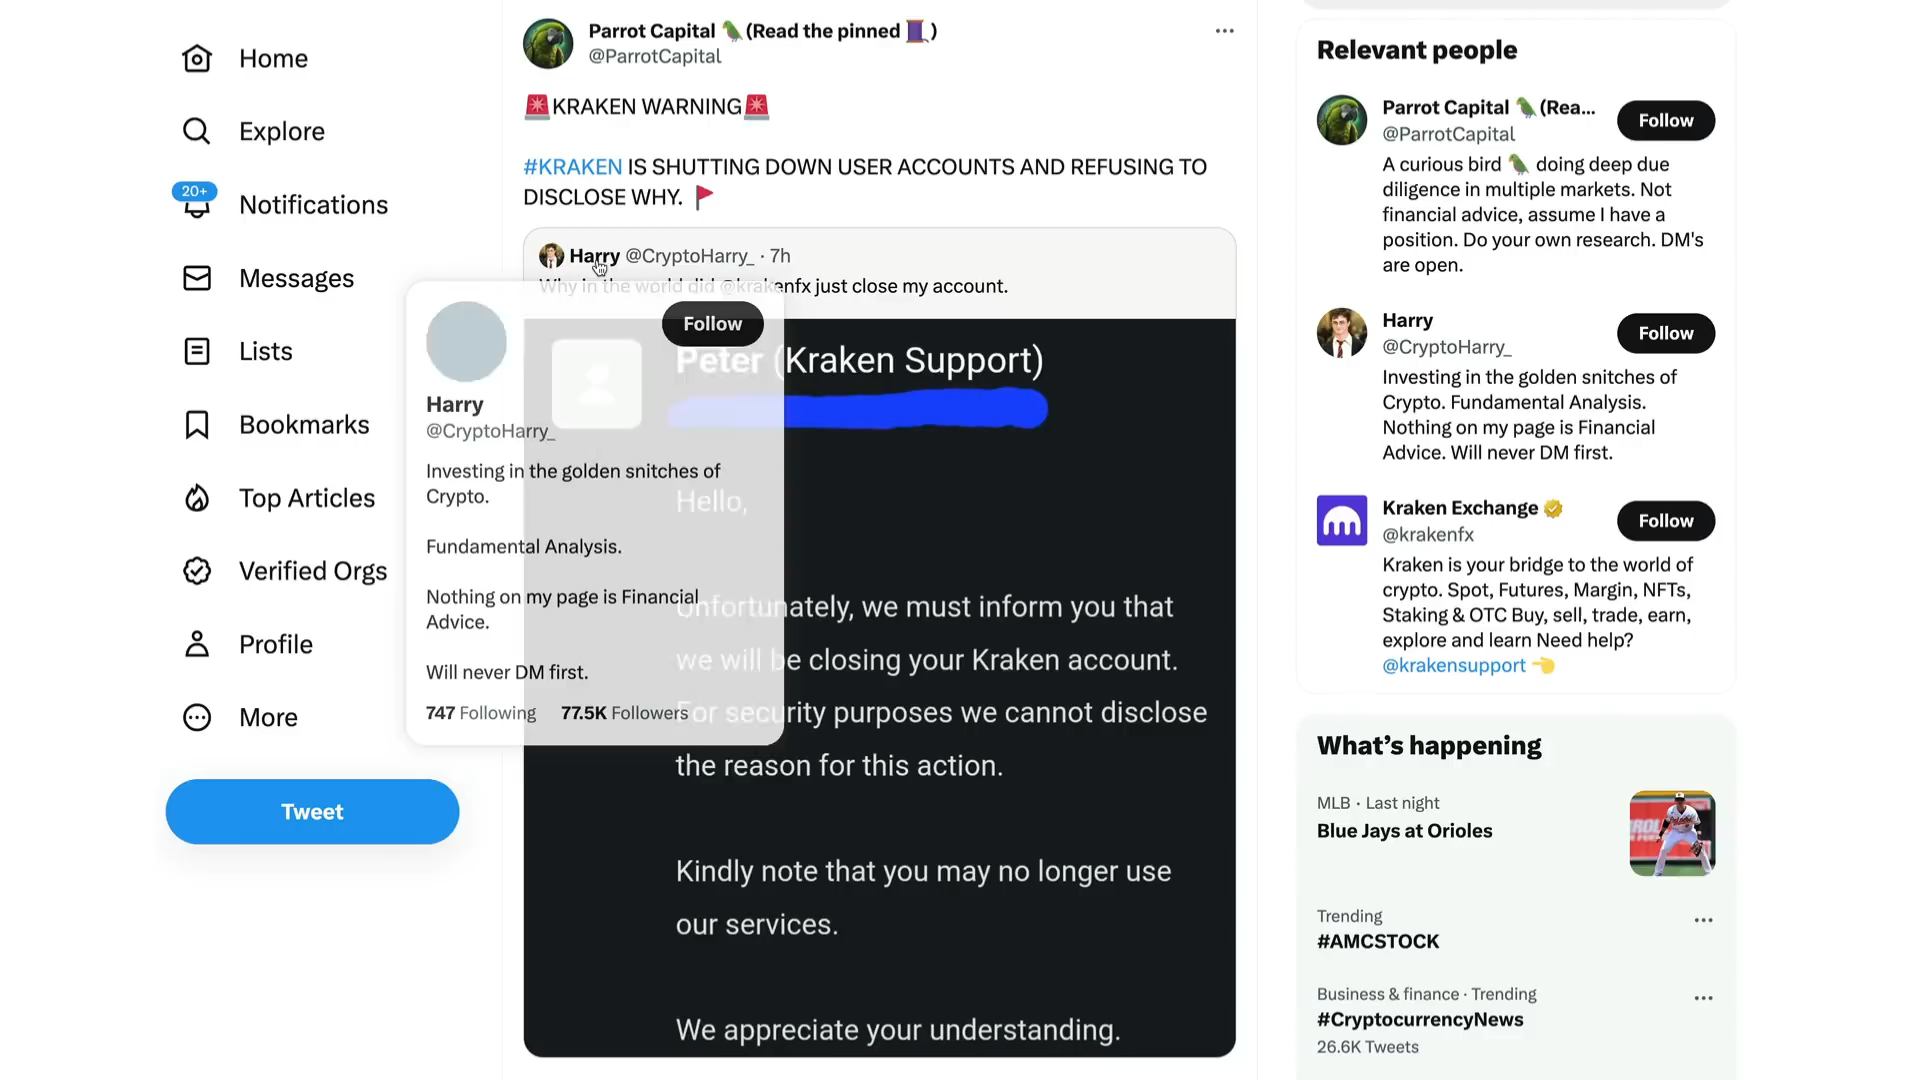 Home
Explore
20+
Notifications
Messages
Lists
Bookmarks
Top Articles
Verified Orgs
Profile
More
Tweet
Parrot Capital 🦜(Read the pinned 🧵)
@ParrotCapital
🚨KRAKEN WARNING🚨
#KRAKEN IS SHUTTING DOWN USER ACCOUNTS AND REFUSING TO
DISCLOSE WHY. 🚩
Harry @CryptoHarry_ · 7h
Why in the world did @krakenfx just close my account.
Follow
Harry
@CryptoHarry_
Investing in the golden snitches of
Crypto.
Fundamental Analysis.
Nothing on my page is Financial
Advice.
Will never DM first.
747 Following 77.5K Followers
Peter (Kraken Support)
Hello,
Unfortunately, we must inform you that
we will be closing your Kraken account.
For security purposes we cannot disclose
the reason for this action.
Kindly note that you may no longer use
our services.
We appreciate your understanding.
Relevant people
Parrot Capital 🦜(Rea...
@ParrotCapital
Follow
A curious bird 🦜 doing deep due
diligence in multiple markets. Not
financial advice, assume I have a
position. Do your own research. DM's
are open.
Harry
@CryptoHarry_
Follow
Investing in the golden snitches of
Crypto. Fundamental Analysis.
Nothing on my page is Financial
Advice. Will never DM first.
Kraken Exchange
@krakenfx
Follow
Kraken is your bridge to the world of
crypto. Spot, Futures, Margin, NFTs,
Staking & OTC Buy, sell, trade, earn,
explore and learn Need help?
@krakensupport 👈
What's happening
MLB · Last night
Blue Jays at Orioles
Trending
#AMCSTOCK
Business & finance · Trending
#CryptocurrencyNews
26.6K Tweets